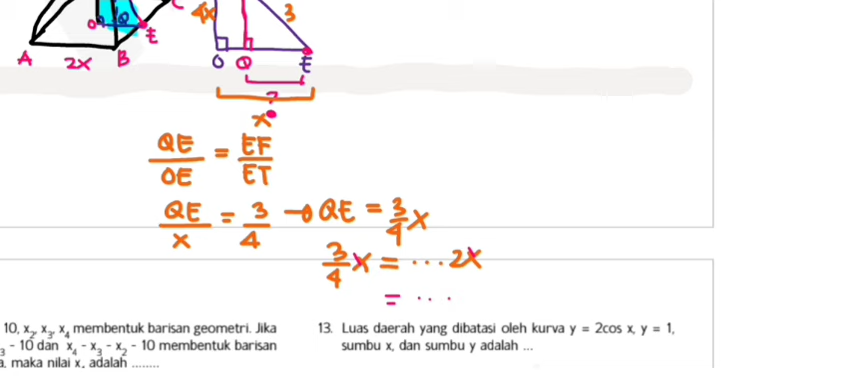 4x 3
O Q E
A 2x B E
?
x
QE/OE = EF/ET
QE/x = 3/4 → QE = 3/4 x
3/4 x = ... 2x
= ...
10, x₂, x₃, x₄ membentuk barisan geometri. Jika
₃ - 10 dan x₄ - x₃ - x₂ - 10 membentuk barisan
a. maka nilai x, adalah ........
13. Luas daerah yang dibatasi oleh kurva y = 2cos x, y = 1,
sumbu x, dan sumbu y adalah ...